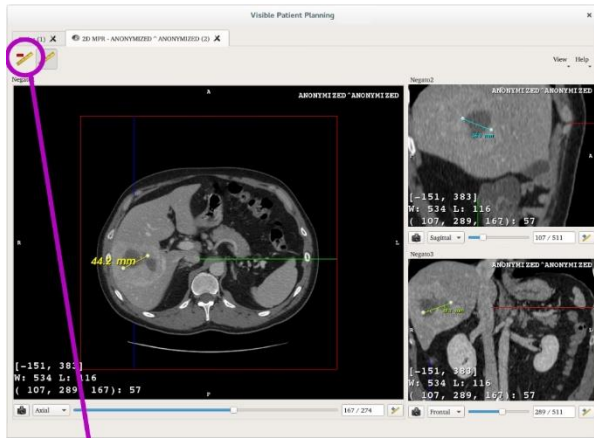 Visible Patient Planning
(1)
2D MPR - ANONYMIZED ^ ANONYMIZED (2)
View Help
Negato2
A
ANONYMIZED^ANONYMIZED
R
L
44.2 mm
[-151, 383]
W: 534 L: 116
( 107, 289, 167): 57
Axial
167 / 274
ANONYMIZED^ANONYMIZED
A
[-151, 383]
W: 534 L: 116
( 107, 289, 167): 57
Sagittal
107 / 511
Negato3
ANONYMIZED^ANONYMIZED
[-151, 383]
W: 534 L: 116
( 107, 289, 167): 57
Frontal
289 / 511